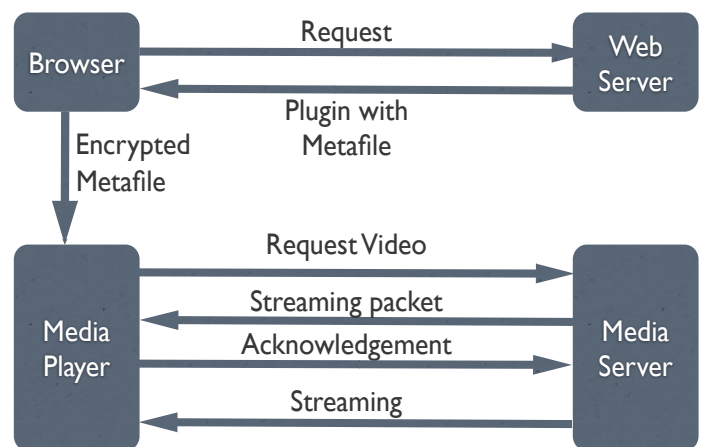 Request
Browser
Web
Server
Plugin with
Metafile
Encrypted
Metafile
Request Video
Streaming packet
Media
Player
Acknowledgement
Media
Server
Streaming